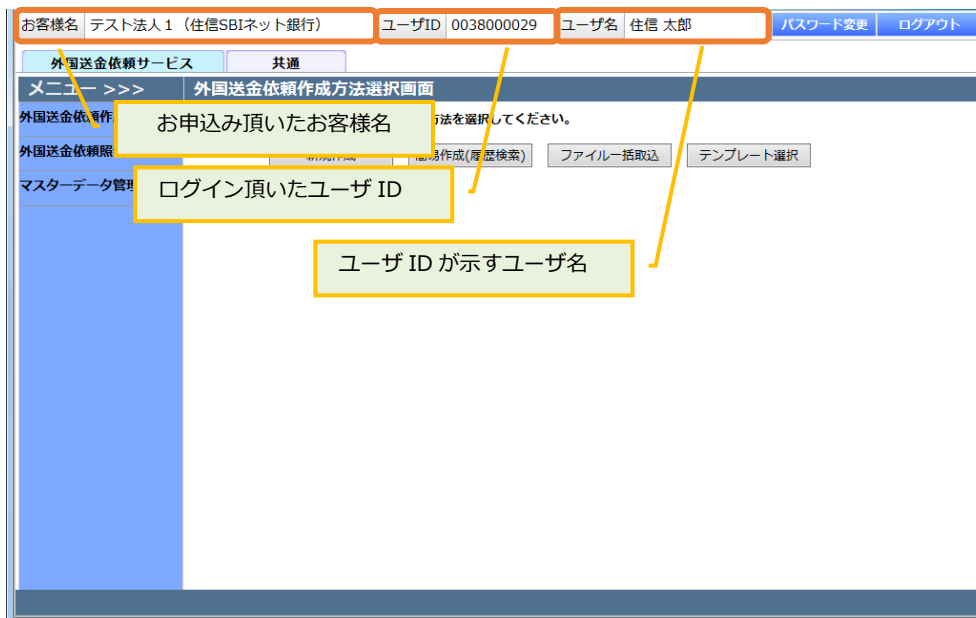 お客様名 テスト法人1（住信SBIネット銀行） ユーザID 0038000029 ユーザ名 住信 太郎 パスワード変更 ログアウト
外国送金依頼サービス 共通
メニュー >>> 外国送金依頼作成方法選択画面
外国送金依頼作 方法を選択してください。
お申込み頂いたお客様名
外国送金依頼照 (履歴検索) ファイル一括取込 テンプレート選択
マスターデータ管理
ログイン頂いたユーザ ID
ユーザ ID が示すユーザ名